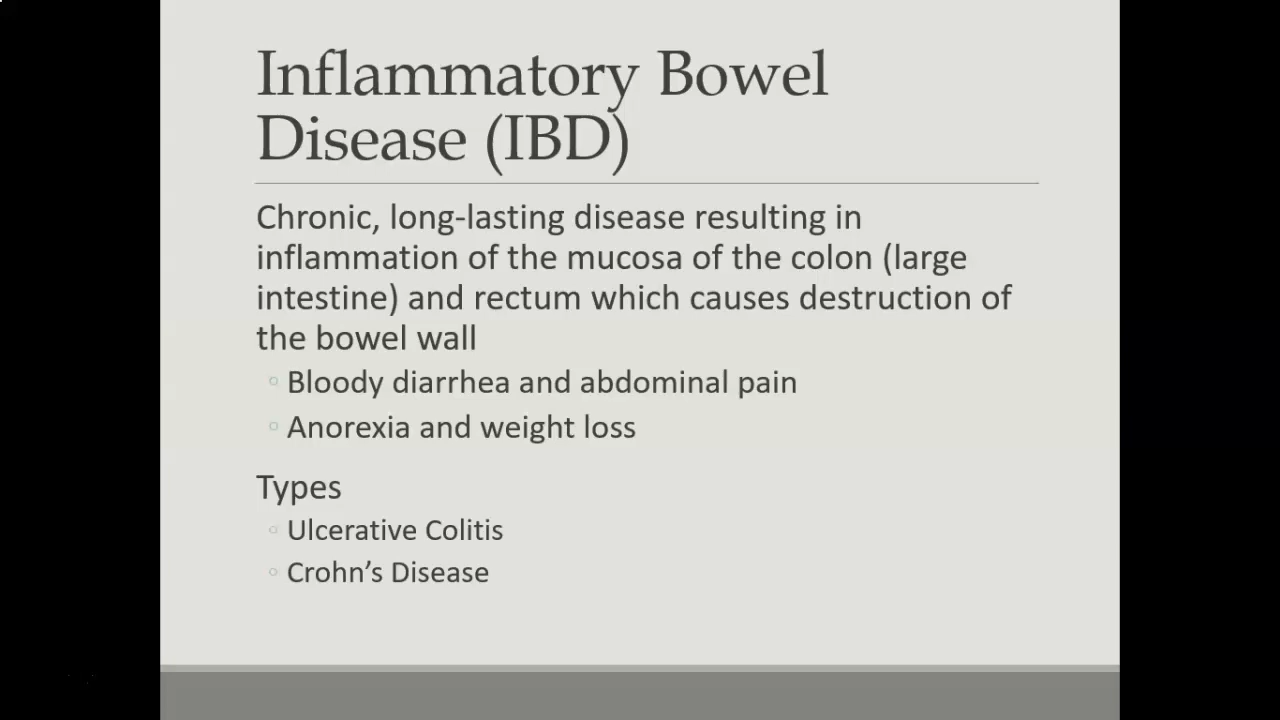 Inflammatory Bowel
Disease (IBD)
Chronic, long-lasting disease resulting in
inflammation of the mucosa of the colon (large
intestine) and rectum which causes destruction of
the bowel wall
◦ Bloody diarrhea and abdominal pain
◦ Anorexia and weight loss
Types
◦ Ulcerative Colitis
◦ Crohn’s Disease